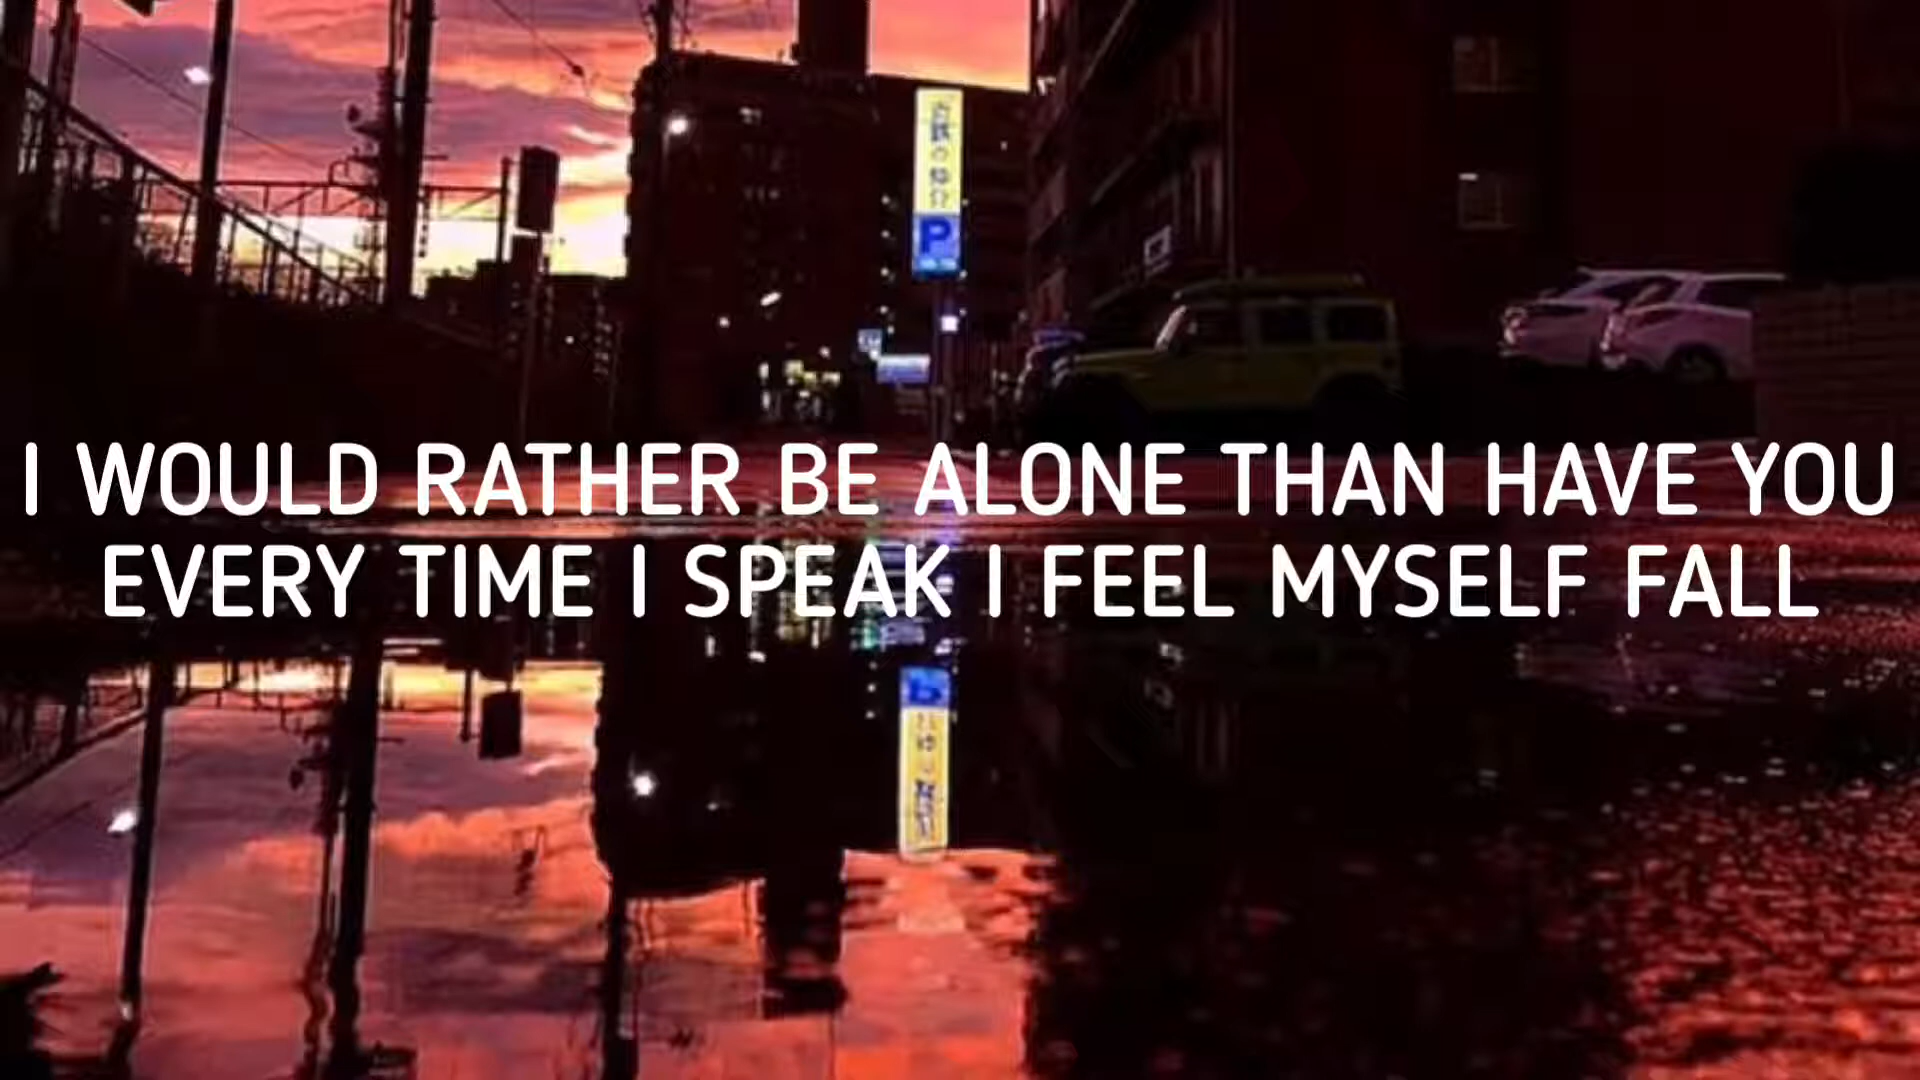 P
I WOULD RATHER BE ALONE THAN HAVE YOU
EVERY TIME I SPEAK I FEEL MYSELF FALL